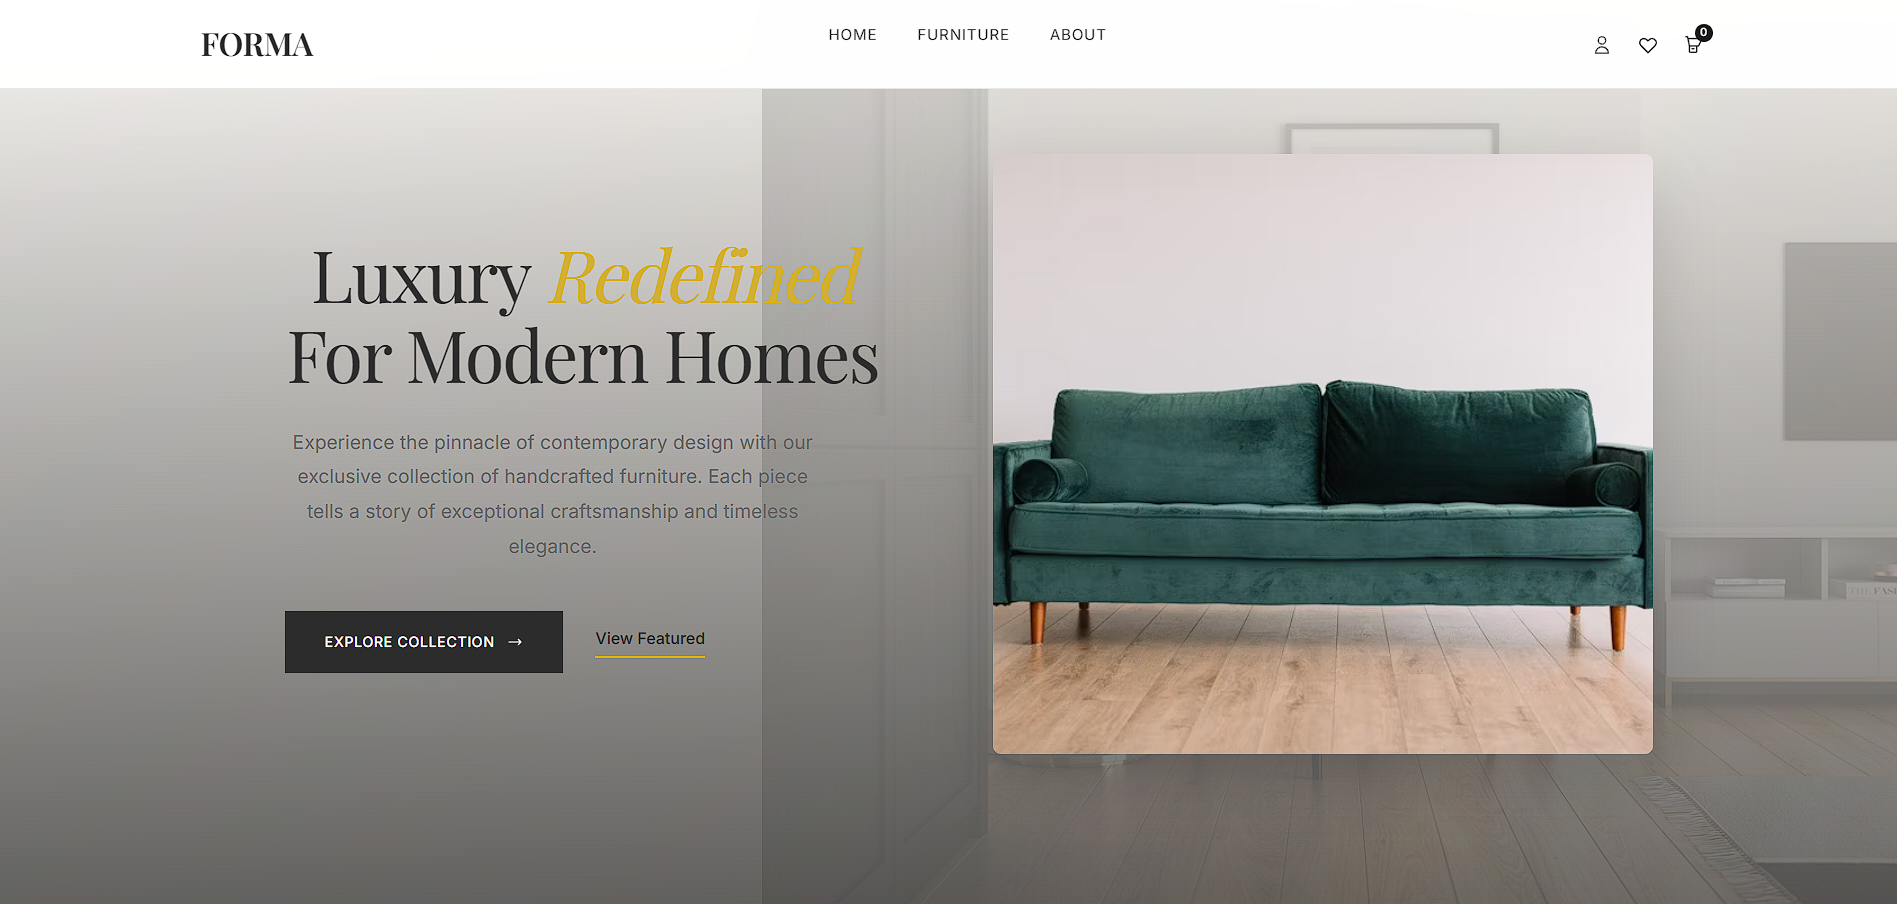 FORMA
HOME
FURNITURE
ABOUT
0
Luxury Redefined
For Modern Homes
Experience the pinnacle of contemporary design with our
exclusive collection of handcrafted furniture. Each piece
tells a story of exceptional craftsmanship and timeless
elegance.
EXPLORE COLLECTION →
View Featured